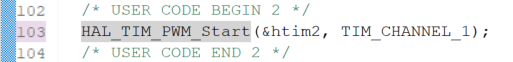 102 /* USER CODE BEGIN 2 */
103 HAL_TIM_PWM_Start(&htim2, TIM_CHANNEL_1);
104 /* USER CODE END 2 */